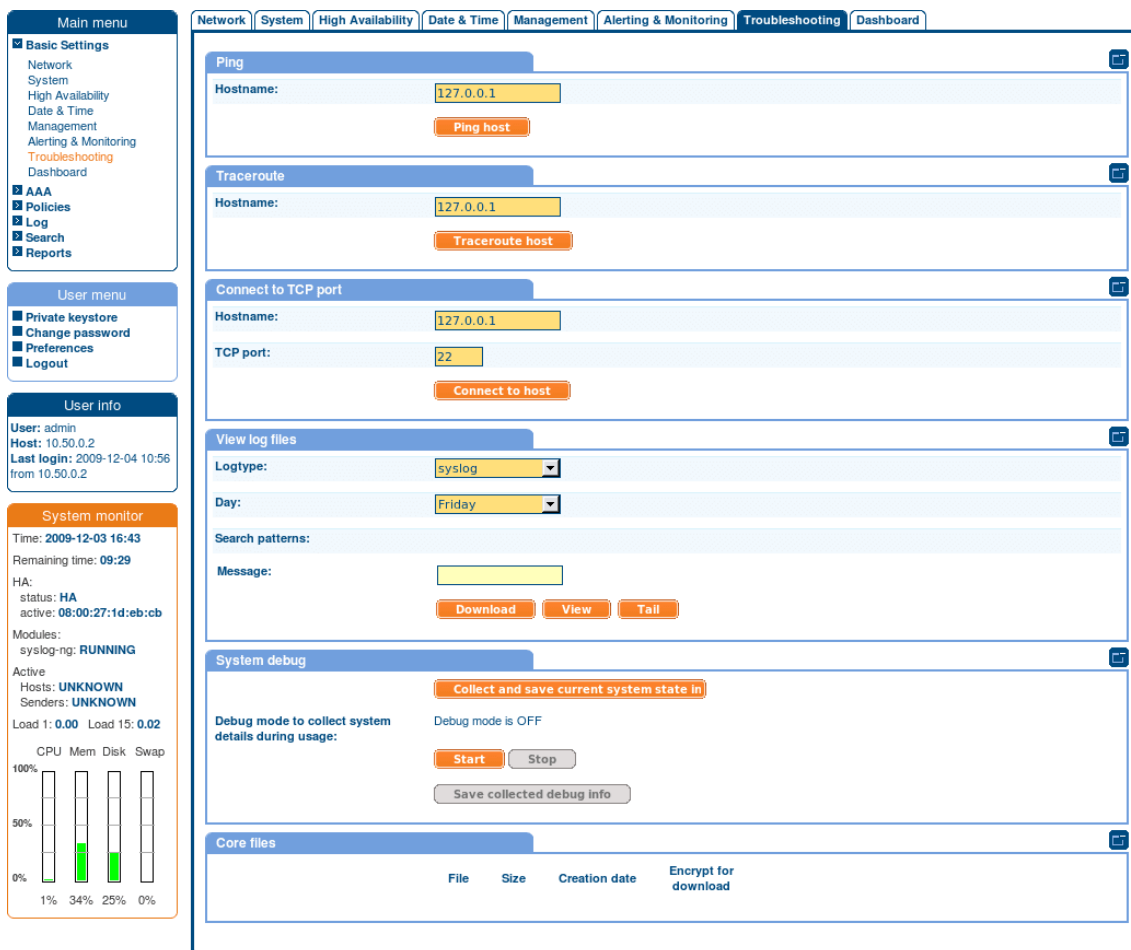 Main menu
Basic Settings
Network
System
High Availability
Date & Time
Management
Alerting & Monitoring
Troubleshooting
Dashboard
AAA
Policies
Log
Search
Reports
User menu
Private keystore
Change password
Preferences
Logout
User info
User: admin
Host: 10.50.0.2
Last login: 2009-12-04 10:56
from 10.50.0.2
System monitor
Time: 2009-12-03 16:43
Remaining time: 09:29
HA:
status: HA
active: 08:00:27:1d:eb:cb
Modules:
syslog-ng: RUNNING
Active
Hosts: UNKNOWN
Senders: UNKNOWN
Load 1: 0.00 Load 15: 0.02
CPU Mem Disk Swap
100%
50%
0%
1% 34% 25% 0%
Network System High Availability Date & Time Management Alerting & Monitoring Troubleshooting Dashboard
Ping
Hostname: 127.0.0.1
Ping host
Traceroute
Hostname: 127.0.0.1
Traceroute host
Connect to TCP port
Hostname: 127.0.0.1
TCP port: 22
Connect to host
View log files
Logtype: syslog
Day: Friday
Search patterns:
Message:
Download View Tail
System debug
Collect and save current system state in
Debug mode to collect system Debug mode is OFF
details during usage:
Start Stop
Save collected debug info
Core files
File Size Creation date Encrypt for
download